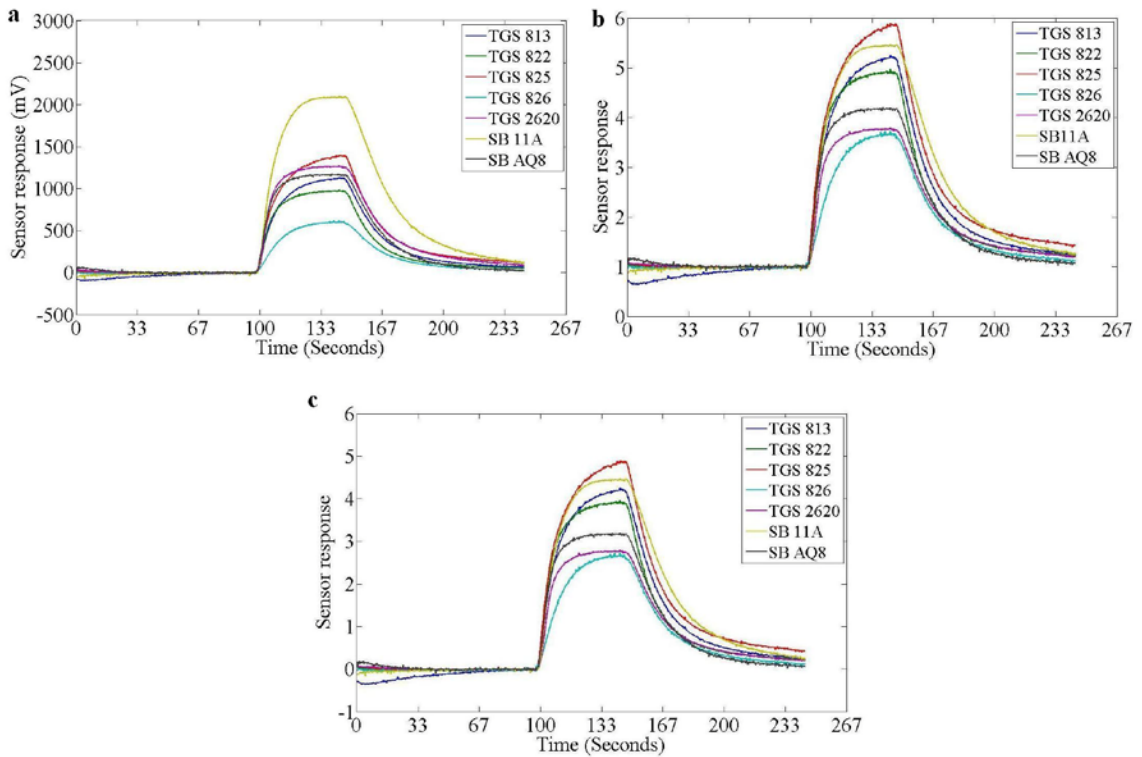 a
3000
2500
2000
1500
1000
500
0
-500
Sensor response (mV)
0 33 67 100 133 167 200 233 267
Time (Seconds)
TGS 813
TGS 822
TGS 825
TGS 826
TGS 2620
SB 11A
SB AQ8
b
6
5
4
3
2
1
0
Sensor response
0 33 67 100 133 167 200 233 267
Time (Seconds)
TGS 813
TGS 822
TGS 825
TGS 826
TGS 2620
SB11A
SB AQ8
c
6
5
4
3
2
1
0
-1
Sensor response
0 33 67 100 133 167 200 233 267
Time (Seconds)
TGS 813
TGS 822
TGS 825
TGS 826
TGS 2620
SB 11A
SB AQ8